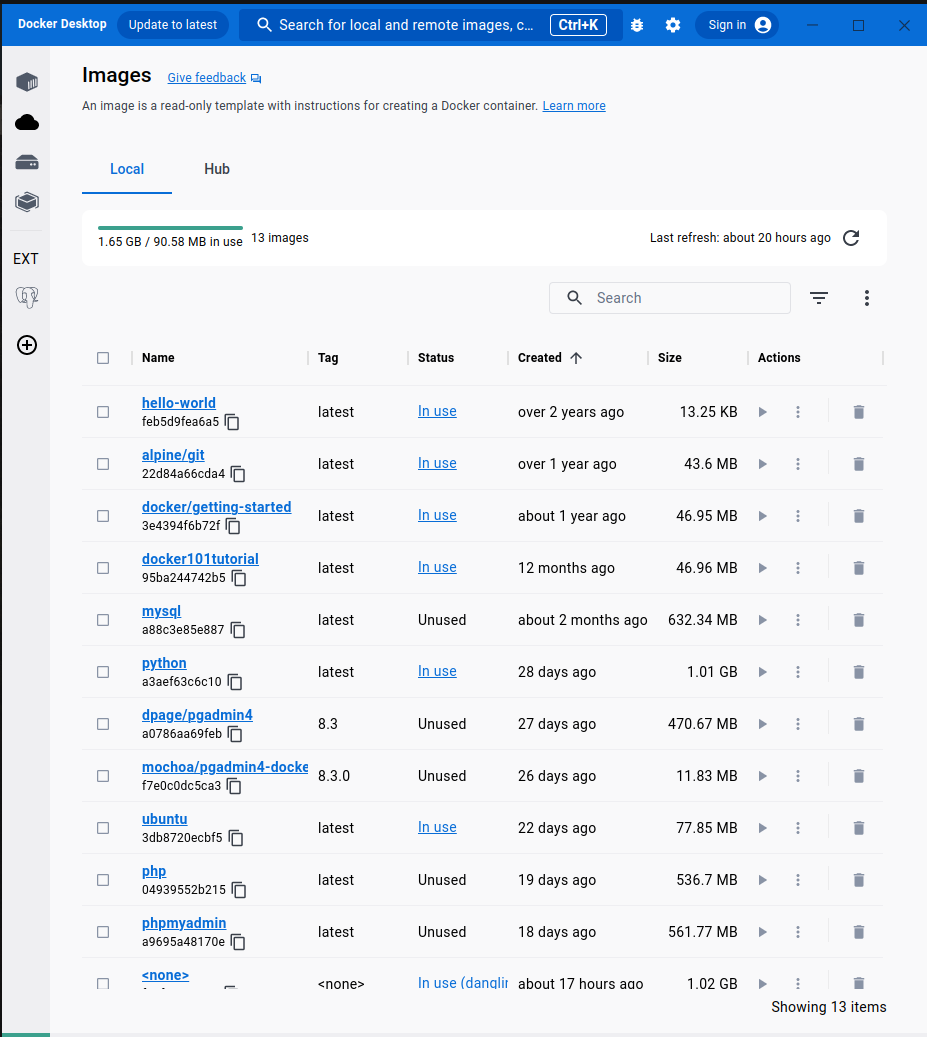 Docker Desktop Update to latest Search for local and remote images, c... Ctrl+K Sign in
Images Give feedback
An image is a read-only template with instructions for creating a Docker container. Learn more
Local Hub
1.65 GB / 90.58 MB in use 13 images Last refresh: about 20 hours ago
EXT
Search
Name Tag Status Created Size Actions
hello-world
feb5d9fea6a5 latest In use over 2 years ago 13.25 KB
alpine/git
22d84a66cda4 latest In use over 1 year ago 43.6 MB
docker/getting-started
3e4394f6b72f latest In use about 1 year ago 46.95 MB
docker101tutorial
95ba244742b5 latest In use 12 months ago 46.96 MB
mysql
a88c3e85e887 latest Unused about 2 months ago 632.34 MB
python
a3aef63c6c10 latest In use 28 days ago 1.01 GB
dpage/pgadmin4
a0786aa69feb 8.3 Unused 27 days ago 470.67 MB
mochoa/pgadmin4-docke
f7e0c0dc5ca3 8.3.0 Unused 26 days ago 11.83 MB
ubuntu
3db8720ecbf5 latest In use 22 days ago 77.85 MB
php
04939552b215 latest Unused 19 days ago 536.7 MB
phpmyadmin
a9695a48170e latest Unused 18 days ago 561.77 MB
<none>
<none> In use (danglin about 17 hours ago 1.02 GB
Showing 13 items